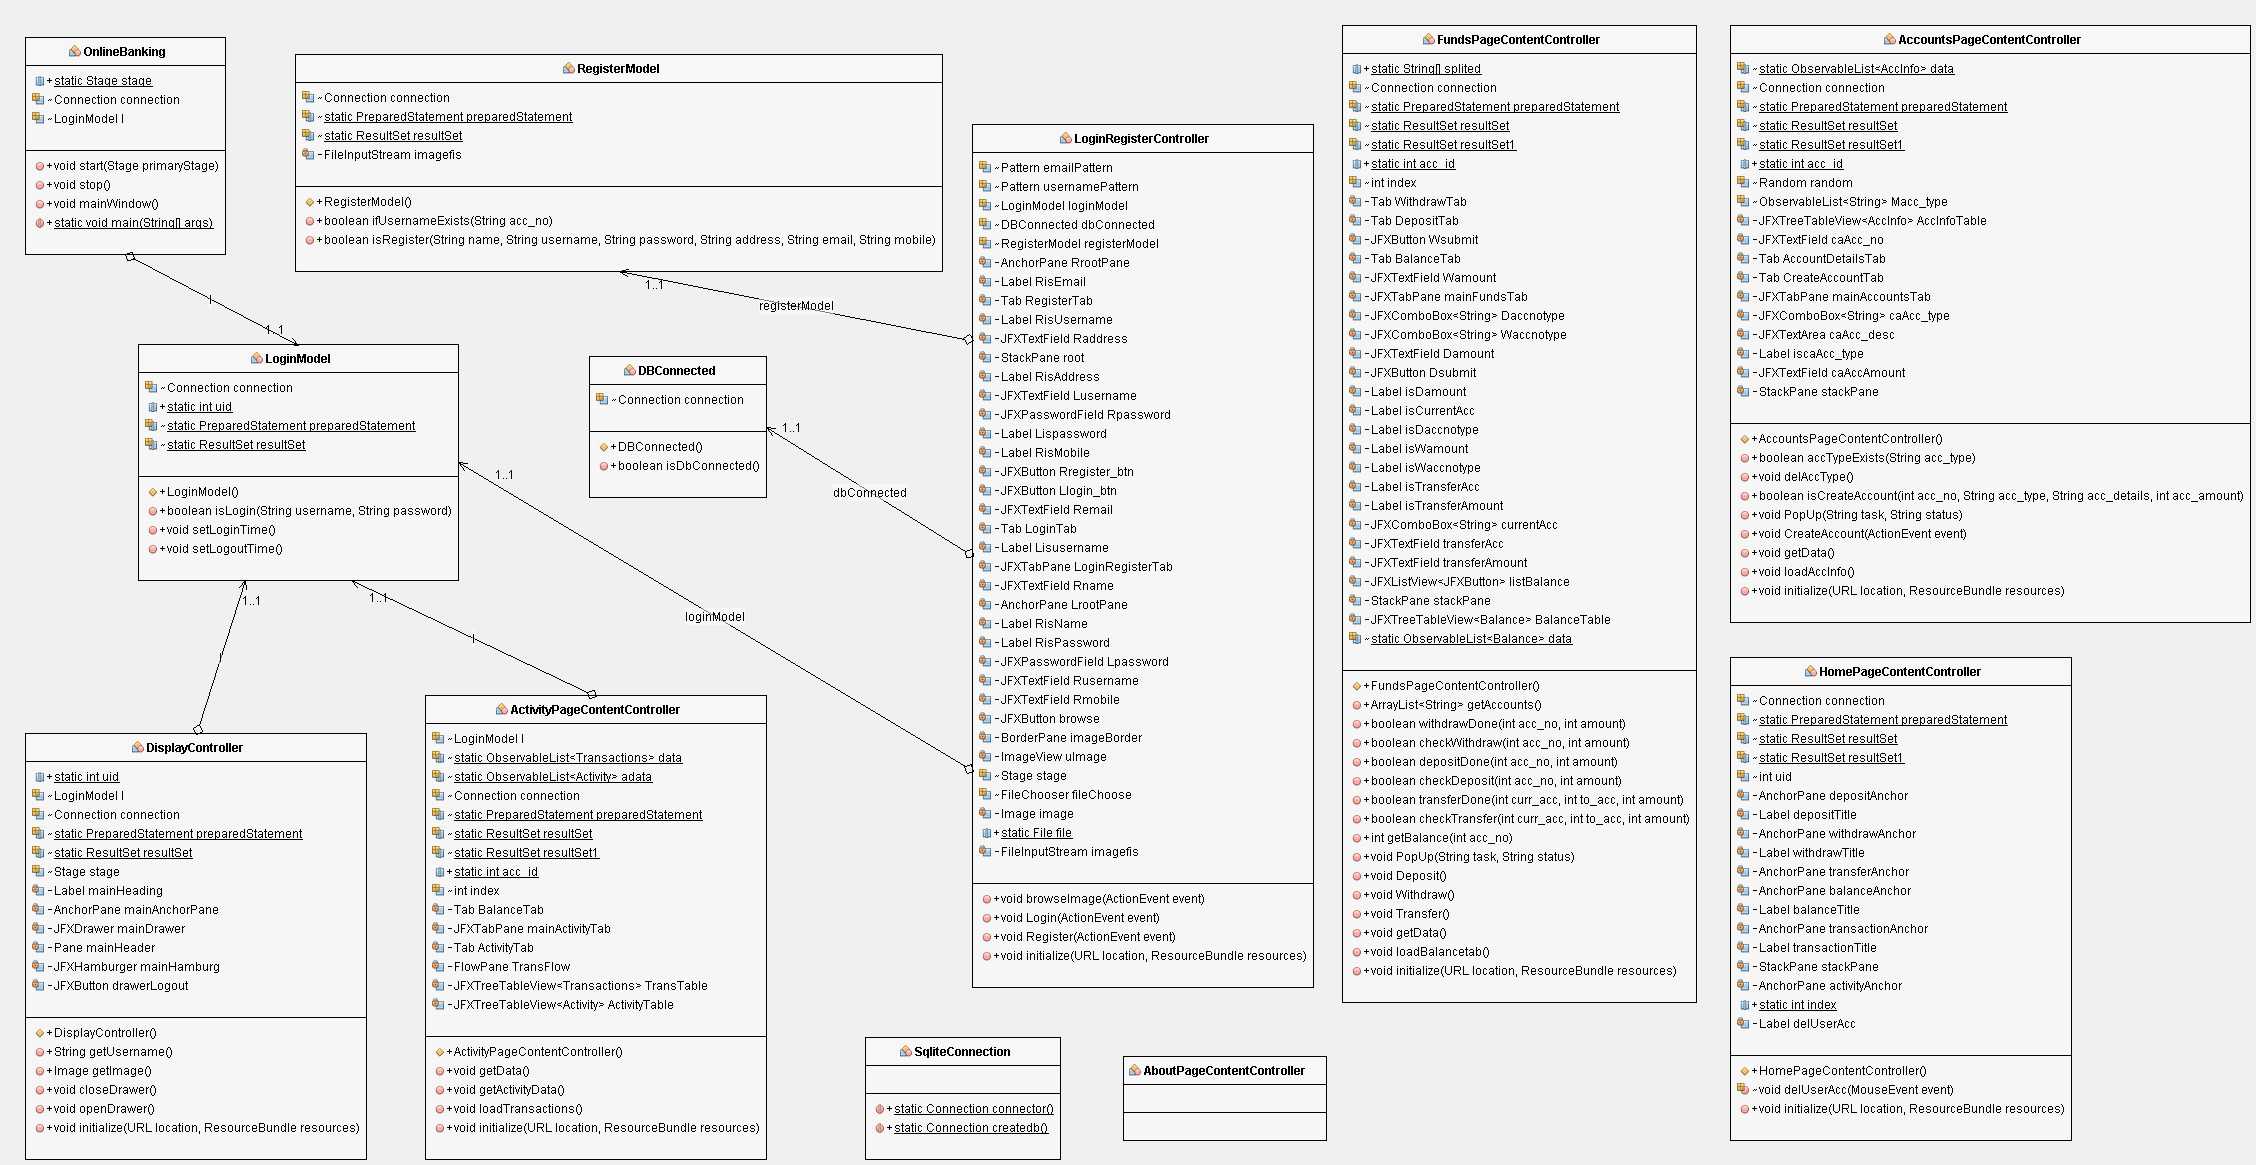 OnlineBanking
+static Stage stage
~Connection connection
~LoginModel l
+void start(Stage primaryStage)
+void stop()
+void mainWindow()
+static void main(String[] args)
RegisterModel
~Connection connection
~static PreparedStatement preparedStatement
~static ResultSet resultSet
-FileInputStream imagefis
+RegisterModel()
+boolean ifUsernameExists(String acc_no)
+boolean isRegister(String name, String username, String password, String address, String email, String mobile)
l
1..1
1..1
registerModel
LoginModel
~Connection connection
+static int uid
~static PreparedStatement preparedStatement
~static ResultSet resultSet
+LoginModel()
+boolean isLogin(String username, String password)
+void setLoginTime()
+void setLogoutTime()
DBConnected
~Connection connection
+DBConnected()
+boolean isDbConnected()
1..1
dbConnected
1..1
loginModel
1..1
l
1..1
l
DisplayController
+static int uid
~LoginModel l
~Connection connection
~static PreparedStatement preparedStatement
~static ResultSet resultSet
~Stage stage
-Label mainHeading
-AnchorPane mainAnchorPane
-JFXDrawer mainDrawer
-Pane mainHeader
-JFXHamburger mainHamburg
-JFXButton drawerLogout
+DisplayController()
+String getUsername()
+Image getImage()
+void closeDrawer()
+void openDrawer()
+void initialize(URL location, ResourceBundle resources)
ActivityPageContentController
~LoginModel l
~static ObservableList<Transactions> data
~static ObservableList<Activity> adata
~Connection connection
~static PreparedStatement preparedStatement
~static ResultSet resultSet
~static ResultSet resultSet1
+static int acc_id
~int index
-Tab BalanceTab
-JFXTabPane mainActivityTab
-Tab ActivityTab
-FlowPane TransFlow
-JFXTreeTableView<Transactions> TransTable
-JFXTreeTableView<Activity> ActivityTable
+ActivityPageContentController()
+void getData()
+void getActivityData()
+void loadTransactions()
+void initialize(URL location, ResourceBundle resources)
LoginRegisterController
~Pattern emailPattern
~Pattern usernamePattern
~LoginModel loginModel
~DBConnected dbConnected
~RegisterModel registerModel
-AnchorPane RrootPane
-Label RisEmail
-Tab RegisterTab
-Label RisUsername
-JFXTextField Raddress
-StackPane root
-Label RisAddress
-JFXTextField Lusername
-JFXPasswordField Rpassword
-Label Lispassword
-Label RisMobile
-JFXButton Rregister_btn
-JFXButton Llogin_btn
-JFXTextField Remail
-Tab LoginTab
-Label Lisusername
-JFXTabPane LoginRegisterTab
-JFXTextField Rname
-AnchorPane LrootPane
-Label RisName
-Label RisPassword
-JFXPasswordField Lpassword
-JFXTextField Rusername
-JFXTextField Rmobile
-JFXButton browse
-BorderPane imageBorder
-ImageView uImage
~Stage stage
~FileChooser fileChoose
-Image image
+static File file
-FileInputStream imagefis
+void browseImage(ActionEvent event)
+void Login(ActionEvent event)
+void Register(ActionEvent event)
+void initialize(URL location, ResourceBundle resources)
SqliteConnection
+static Connection connector()
+static Connection createdb()
AboutPageContentController
FundsPageContentController
+static String[] splited
~Connection connection
~static PreparedStatement preparedStatement
~static ResultSet resultSet
~static ResultSet resultSet1
+static int acc_id
~int index
-Tab WithdrawTab
-Tab DepositTab
-JFXButton Wsubmit
-Tab BalanceTab
-JFXTextField Wamount
-JFXTabPane mainFundsTab
-JFXComboBox<String> Daccnotype
-JFXComboBox<String> Waccnotype
-JFXTextField Damount
-JFXButton Dsubmit
-Label isDamount
-Label isCurrentAcc
-Label isDaccnotype
-Label isWamount
-Label isWaccnotype
-Label isTransferAcc
-Label isTransferAmount
-JFXComboBox<String> currentAcc
-JFXTextField transferAcc
-JFXTextField transferAmount
-JFXListView<JFXButton> listBalance
-StackPane stackPane
-JFXTreeTableView<Balance> BalanceTable
~static ObservableList<Balance> data
+FundsPageContentController()
+ArrayList<String> getAccounts()
+boolean withdrawDone(int acc_no, int amount)
+boolean checkWithdraw(int acc_no, int amount)
+boolean depositDone(int acc_no, int amount)
+boolean checkDeposit(int acc_no, int amount)
+boolean transferDone(int curr_acc, int to_acc, int amount)
+boolean checkTransfer(int curr_acc, int to_acc, int amount)
+int getBalance(int acc_no)
+void PopUp(String task, String status)
+void Deposit()
+void Withdraw()
+void Transfer()
+void getData()
+void loadBalancetab()
+void initialize(URL location, ResourceBundle resources)
AccountsPageContentController
~static ObservableList<AccInfo> data
~Connection connection
~static PreparedStatement preparedStatement
~static ResultSet resultSet
~static ResultSet resultSet1
+static int acc_id
~Random random
~ObservableList<String> Macc_type
-JFXTreeTableView<AccInfo> AccInfoTable
-JFXTextField caAcc_no
-Tab AccountDetailsTab
-Tab CreateAccountTab
-JFXTabPane mainAccountsTab
-JFXComboBox<String> caAcc_type
-JFXTextArea caAcc_desc
-Label iscaAcc_type
-JFXTextField caAccAmount
-StackPane stackPane
+AccountsPageContentController()
+boolean accTypeExists(String acc_type)
+void delAccType()
+boolean isCreateAccount(int acc_no, String acc_type, String acc_details, int acc_amount)
+void PopUp(String task, String status)
+void CreateAccount(ActionEvent event)
+void getData()
+void loadAccInfo()
+void initialize(URL location, ResourceBundle resources)
HomePageContentController
~Connection connection
~static PreparedStatement preparedStatement
~static ResultSet resultSet
~static ResultSet resultSet1
~int uid
-AnchorPane depositAnchor
-Label depositTitle
-AnchorPane withdrawAnchor
-Label withdrawTitle
-AnchorPane transferAnchor
-AnchorPane balanceAnchor
-Label balanceTitle
-AnchorPane transactionAnchor
-Label transactionTitle
-StackPane stackPane
-AnchorPane activityAnchor
+static int index
-Label delUserAcc
+HomePageContentController()
~void delUserAcc(MouseEvent event)
+void initialize(URL location, ResourceBundle resources)